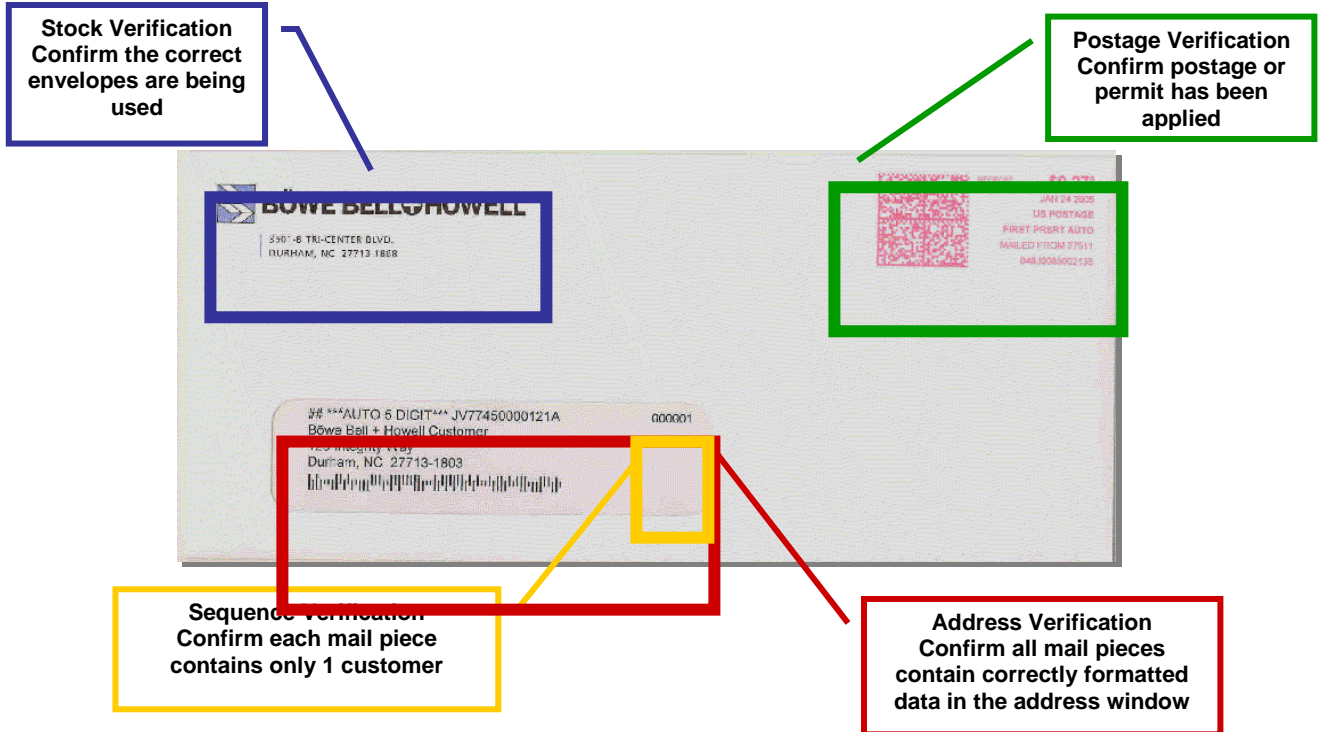 Stock Verification
Confirm the correct
envelopes are being
used
Postage Verification
Confirm postage or
permit has been
applied
BÖWE BELL+HOWELL
3501-B TRI-CENTER BLVD.
DURHAM, NC 27713-1868
JAN 24 2005
US POSTAGE
FIRST PRSRT AUTO
MAILED FROM 27511
## ***AUTO 5 DIGIT*** JV77450000121A 000001
Böwe Bell + Howell Customer
123 Integrity Way
Durham, NC 27713-1803
Sequence Verification
Confirm each mail piece
contains only 1 customer
Address Verification
Confirm all mail pieces
contain correctly formatted
data in the address window